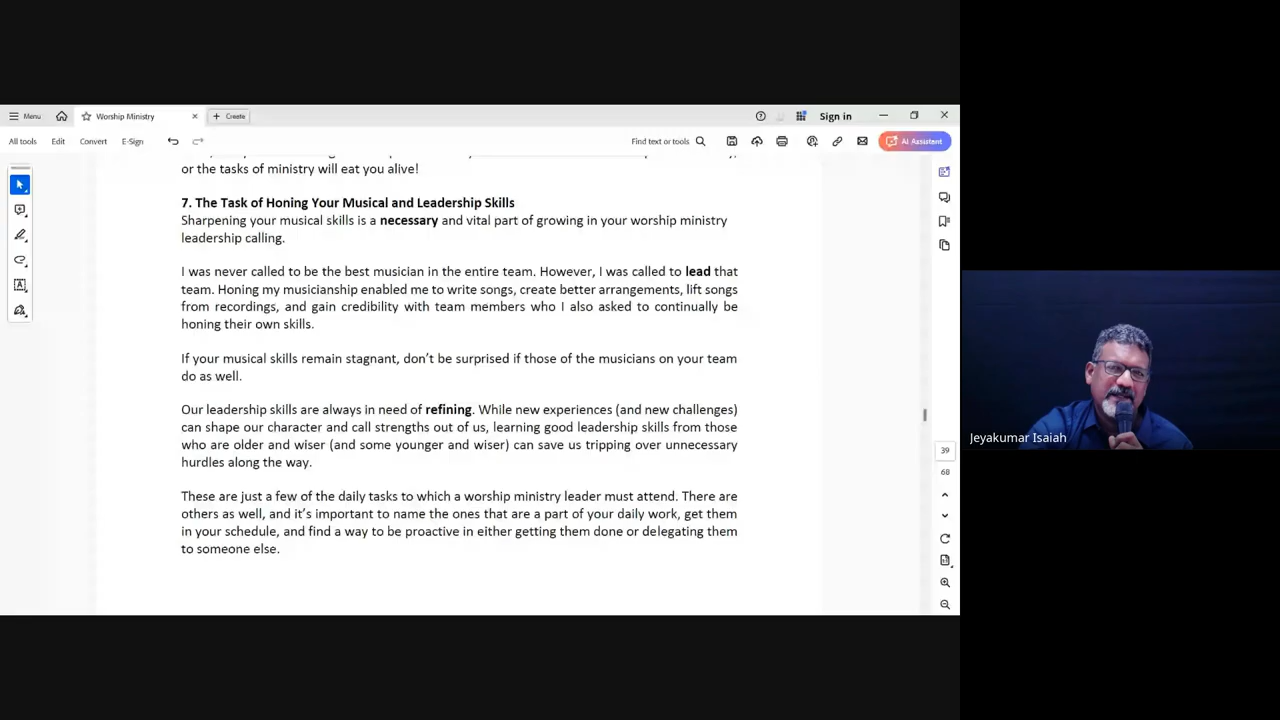 Menu
Worship Ministry
Create
Sign in
All tools
Edit
Convert
E-Sign
Find text or tools
AI Assistant
or the tasks of ministry will eat you alive!
7. The Task of Honing Your Musical and Leadership Skills
Sharpening your musical skills is a necessary and vital part of growing in your worship ministry
leadership calling.
I was never called to be the best musician in the entire team. However, I was called to lead that
team. Honing my musicianship enabled me to write songs, create better arrangements, lift songs
from recordings, and gain credibility with team members who I also asked to continually be
honing their own skills.
If your musical skills remain stagnant, don't be surprised if those of the musicians on your team
do as well.
Our leadership skills are always in need of refining. While new experiences (and new challenges)
can shape our character and call strengths out of us, learning good leadership skills from those
who are older and wiser (and some younger and wiser) can save us tripping over unnecessary
hurdles along the way.
These are just a few of the daily tasks to which a worship ministry leader must attend. There are
others as well, and it's important to name the ones that are a part of your daily work, get them
in your schedule, and find a way to be proactive in either getting them done or delegating them
to someone else.
39
68
Jeyakumar Isaiah